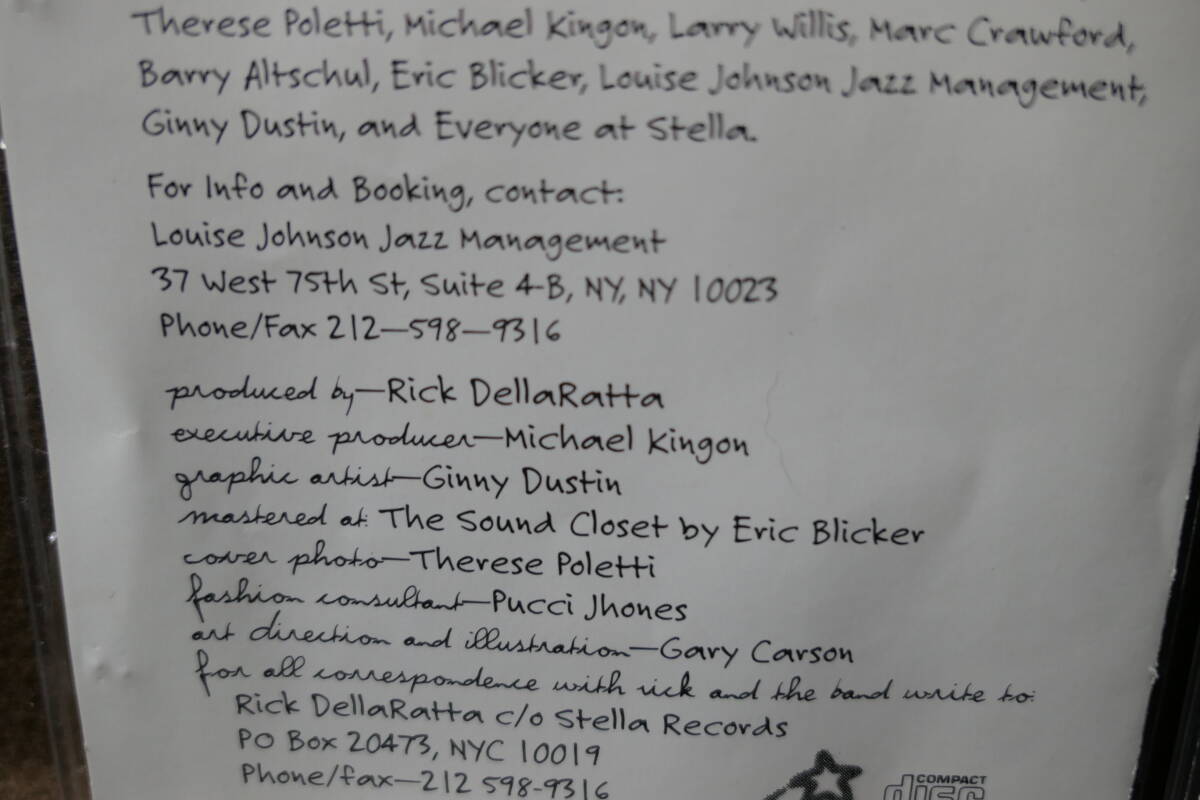 Therese Poletti, Michael Kingon, Larry Willis, Marc Crawford,
Barry Altschul, Eric Blicker, Louise Johnson Jazz Management,
Ginny Dustin, and Everyone at Stella.
For Info and Booking, contact:
Louise Johnson Jazz Management
37 West 75th St, Suite 4-B, NY, NY 10023
Phone/Fax 212—598—9316
produced by—Rick DellaRatta
executive producer—Michael Kingon
graphic artist—Ginny Dustin
mastered at The Sound Closet by Eric Blicker
cover photo—Therese Poletti
fashion consultant—Pucci Jhones
art direction and illustration—Gary Carson
for all correspondence with rick and the band write to:
Rick DellaRatta c/o Stella Records
PO Box 20473, NYC 10019
Phone/fax—212 598-9316
COMPACT
disc